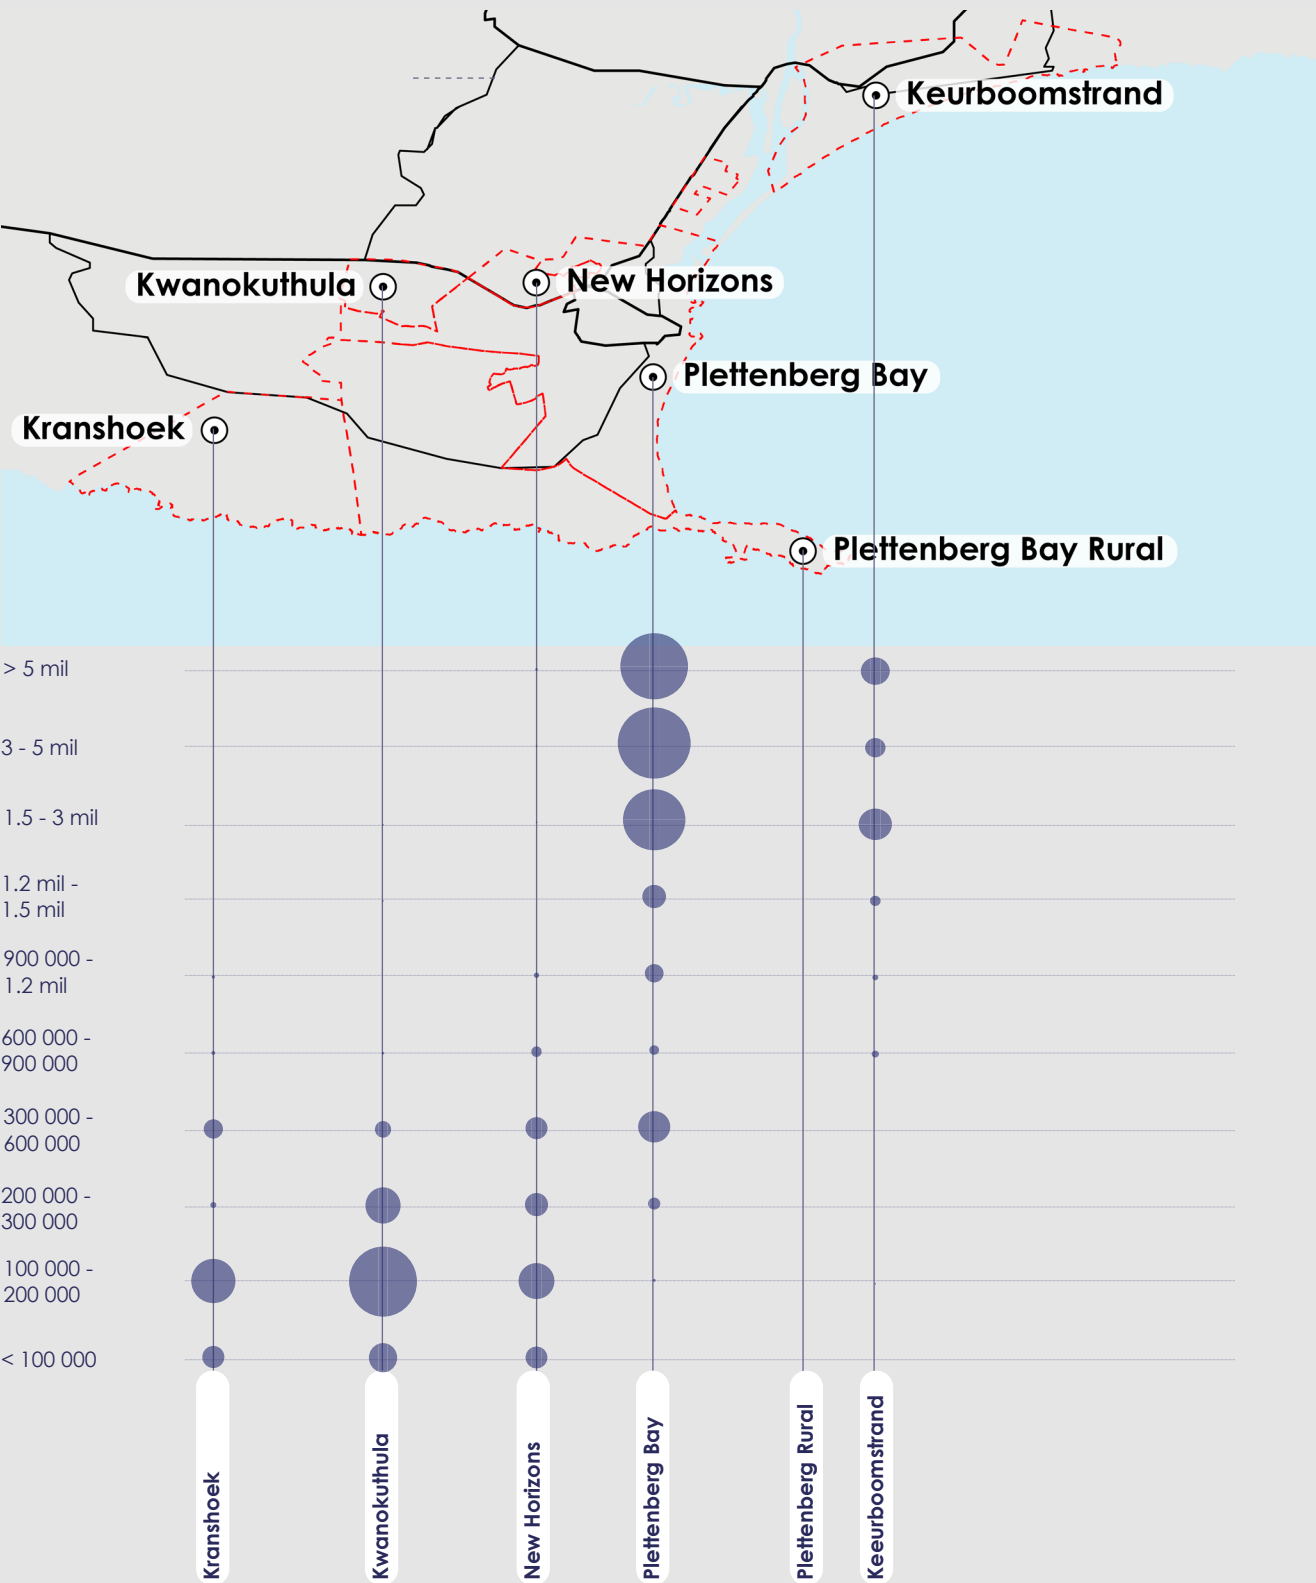 Keurboomstrand
Kwanokuthula
New Horizons
Plettenberg Bay
Kranshoek
Plettenberg Bay Rural
> 5 mil
3 - 5 mil
1.5 - 3 mil
1.2 mil -
1.5 mil
900 000 -
1.2 mil
600 000 -
900 000
300 000 -
600 000
200 000 -
300 000
100 000 -
200 000
< 100 000
Kranshoek
Kwanokuthula
New Horizons
Plettenberg Bay
Plettenberg Rural
Keeurboomstrand